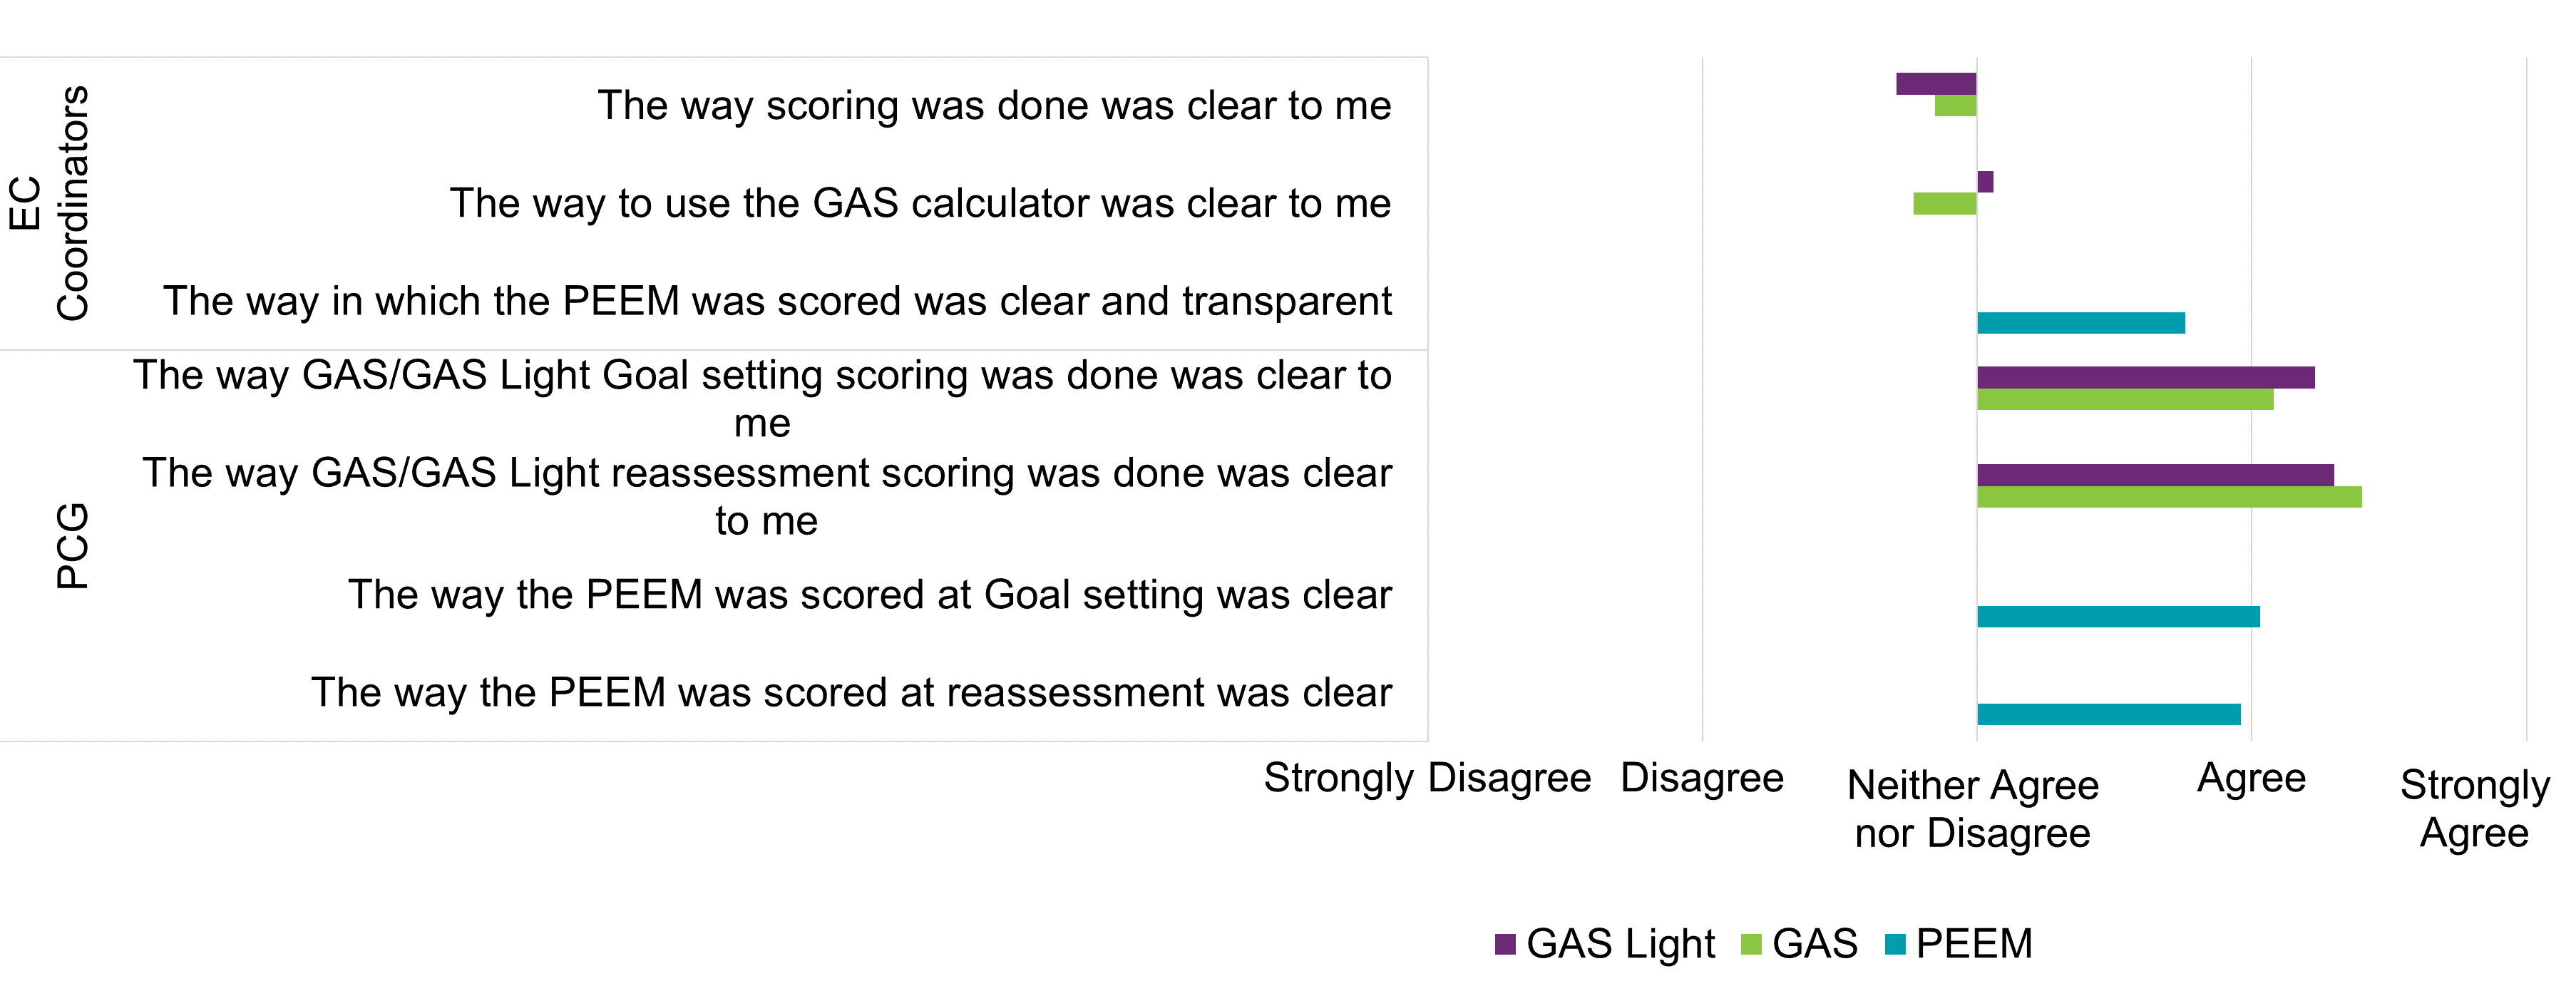 EC
Coordinators
The way scoring was done was clear to me
The way to use the GAS calculator was clear to me
The way in which the PEEM was scored was clear and transparent
PCG
The way GAS/GAS Light Goal setting scoring was done was clear to
me
The way GAS/GAS Light reassessment scoring was done was clear
to me
The way the PEEM was scored at Goal setting was clear
The way the PEEM was scored at reassessment was clear
Strongly Disagree
Disagree
Neither Agree
nor Disagree
Agree
Strongly
Agree
GAS Light
GAS
PEEM